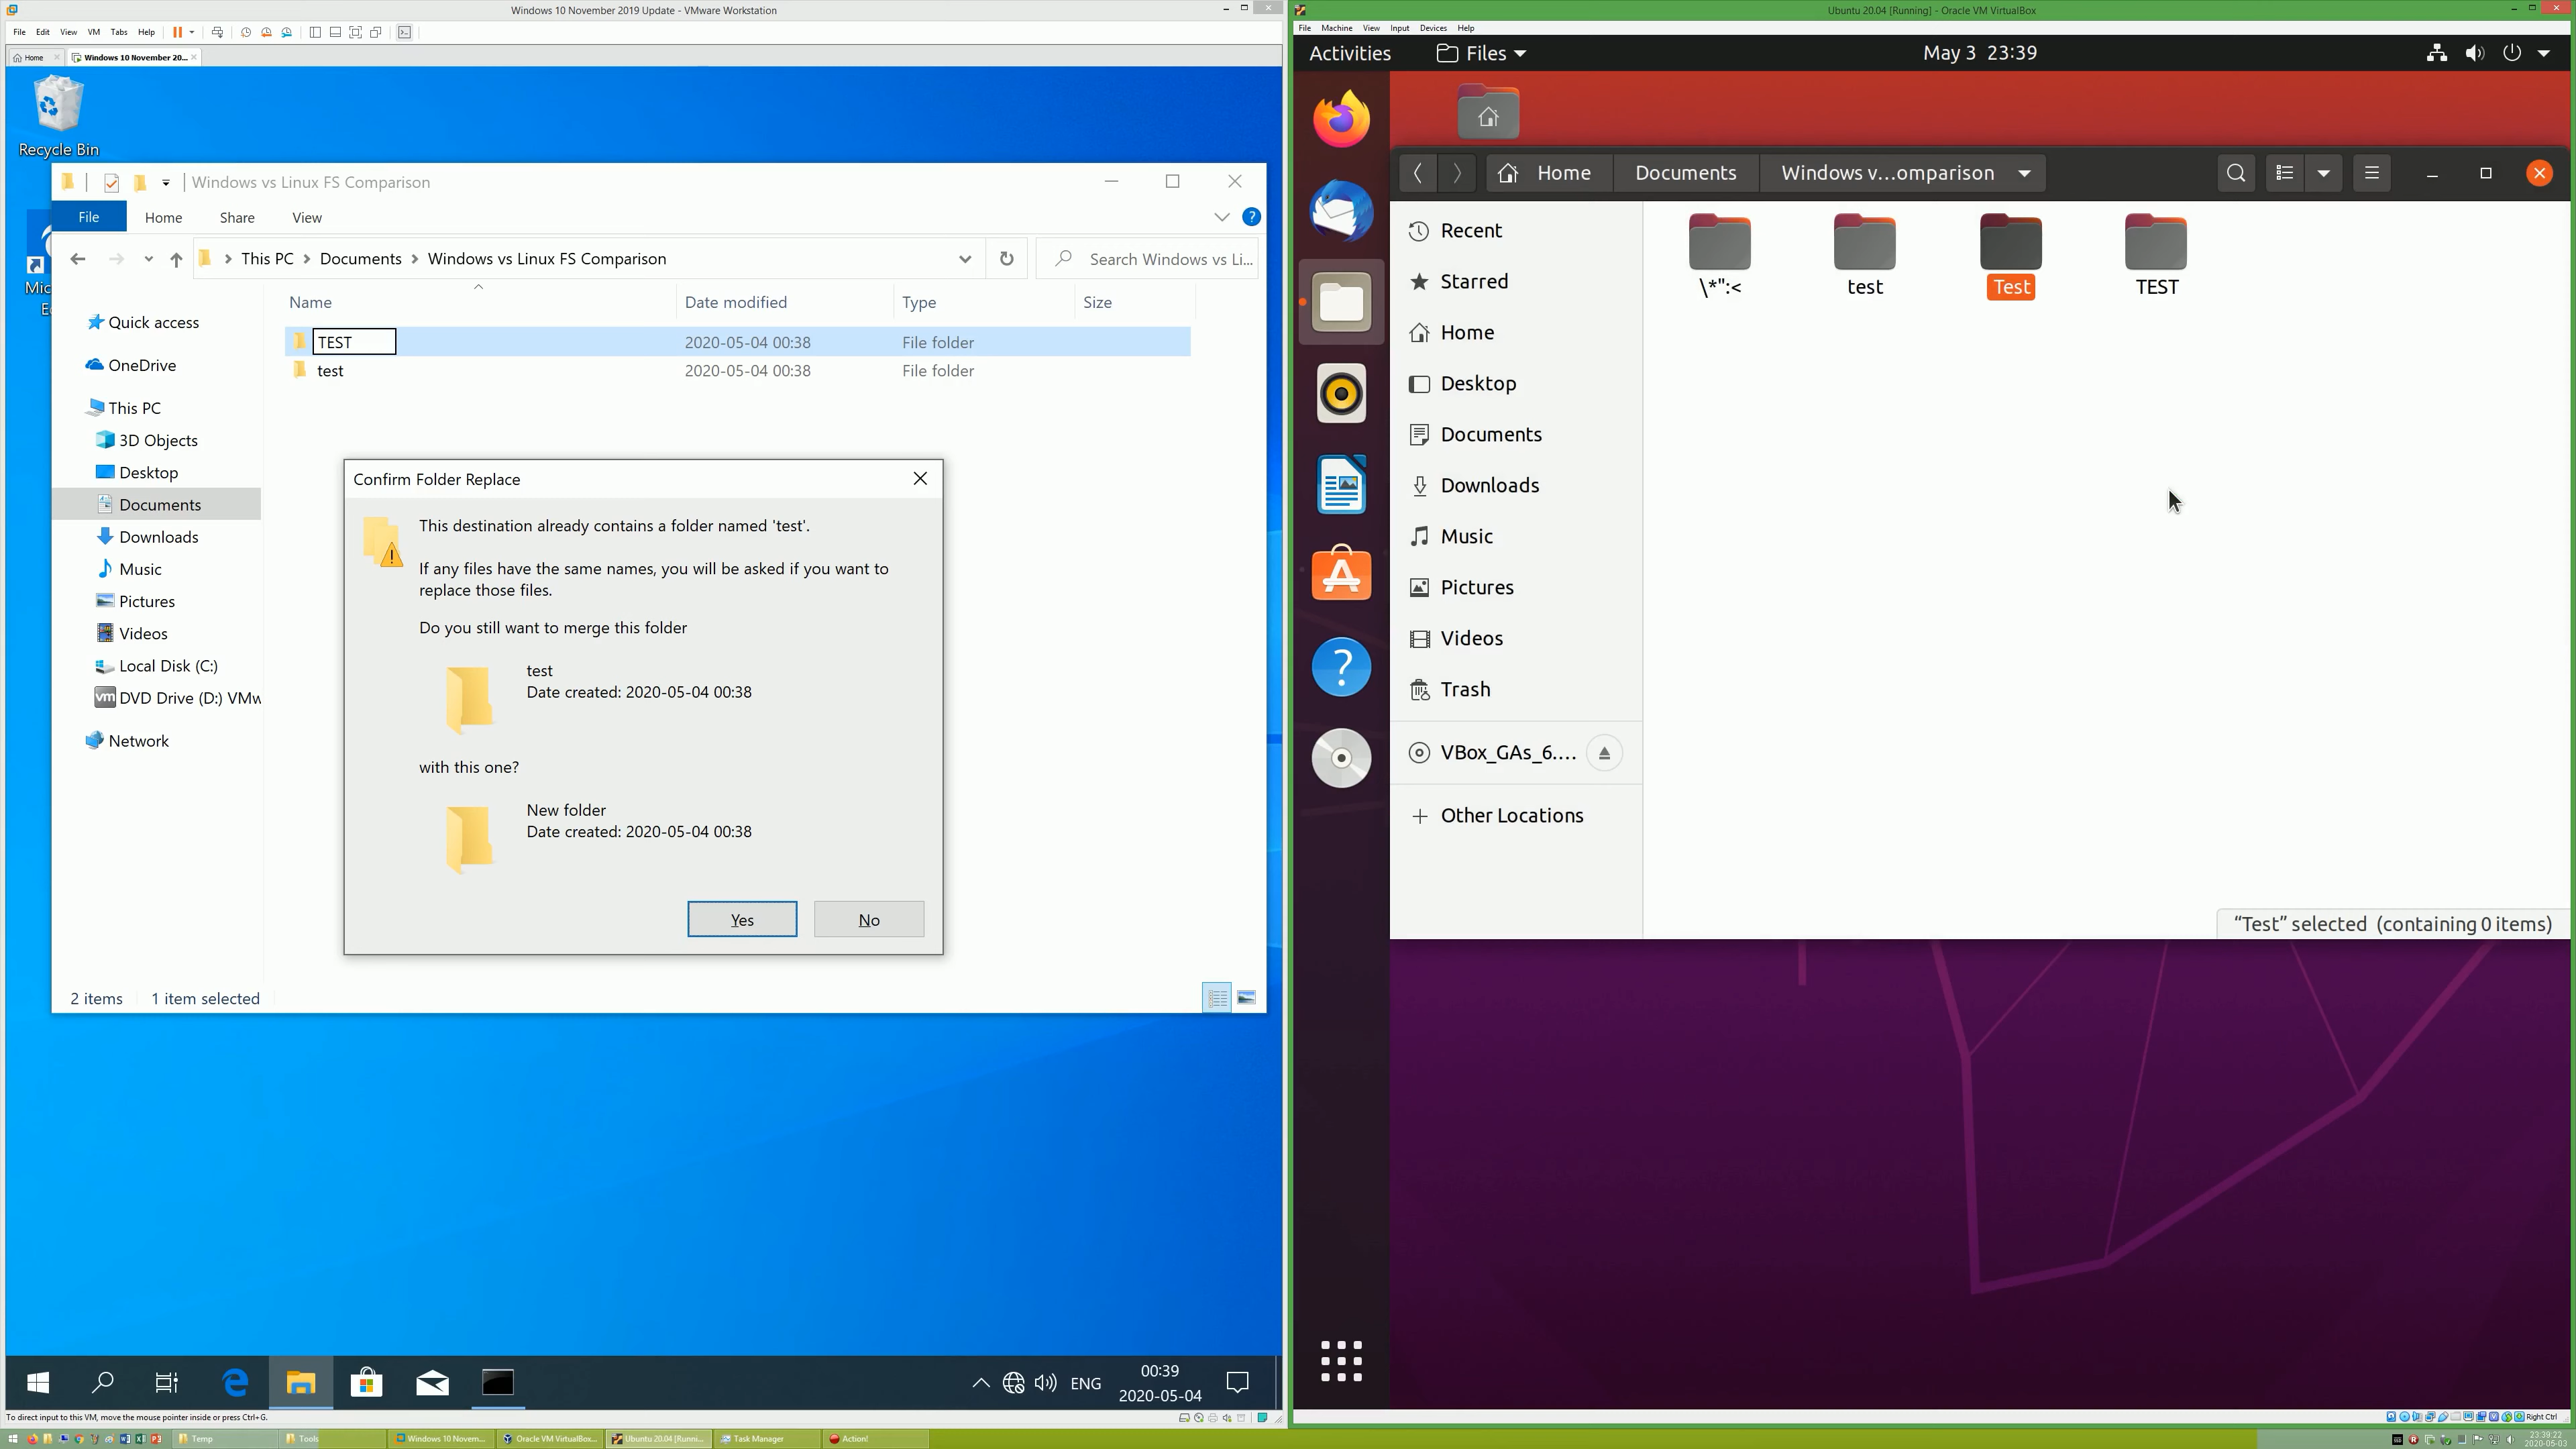 Windows 10 November 2019 Update - VMware Workstation
File Edit View VM Tabs Help
Home
Windows 10 November 20...
Recycle Bin
Mic
Ec
Windows vs Linux FS Comparison
File Home Share View
This PC Documents Windows vs Linux FS Comparison
Search Windows vs Li...
Name Date modified Type Size
TEST 2020-05-04 00:38 File folder
test 2020-05-04 00:38 File folder
Quick access
OneDrive
This PC
3D Objects
Desktop
Documents
Downloads
Music
Pictures
Videos
Local Disk (C:)
vm DVD Drive (D:) VMw
Network
Confirm Folder Replace
This destination already contains a folder named 'test'.
If any files have the same names, you will be asked if you want to
replace those files.
Do you still want to merge this folder
test
Date created: 2020-05-04 00:38
with this one?
New folder
Date created: 2020-05-04 00:38
Yes No
2 items 1 item selected
ENG
00:39
2020-05-04
To direct input to this VM, move the mouse pointer inside or press Ctrl+G.
Ubuntu 20.04 [Running] - Oracle VM VirtualBox
File Machine View Input Devices Help
Activities Files May 3 23:39
Home Documents Windows v...omparison
Recent
Starred
Home
Desktop
Documents
Downloads
Music
Pictures
Videos
Trash
VBox_GAs_6....
Other Locations
\*":<
test
Test
TEST
“Test” selected (containing 0 items)
Right Ctrl
Temp
Tools
Windows 10 Novem...
Oracle VM VirtualBox...
Ubuntu 20.04 [Runni...
Task Manager
Action!
23:39:22
2020-05-03